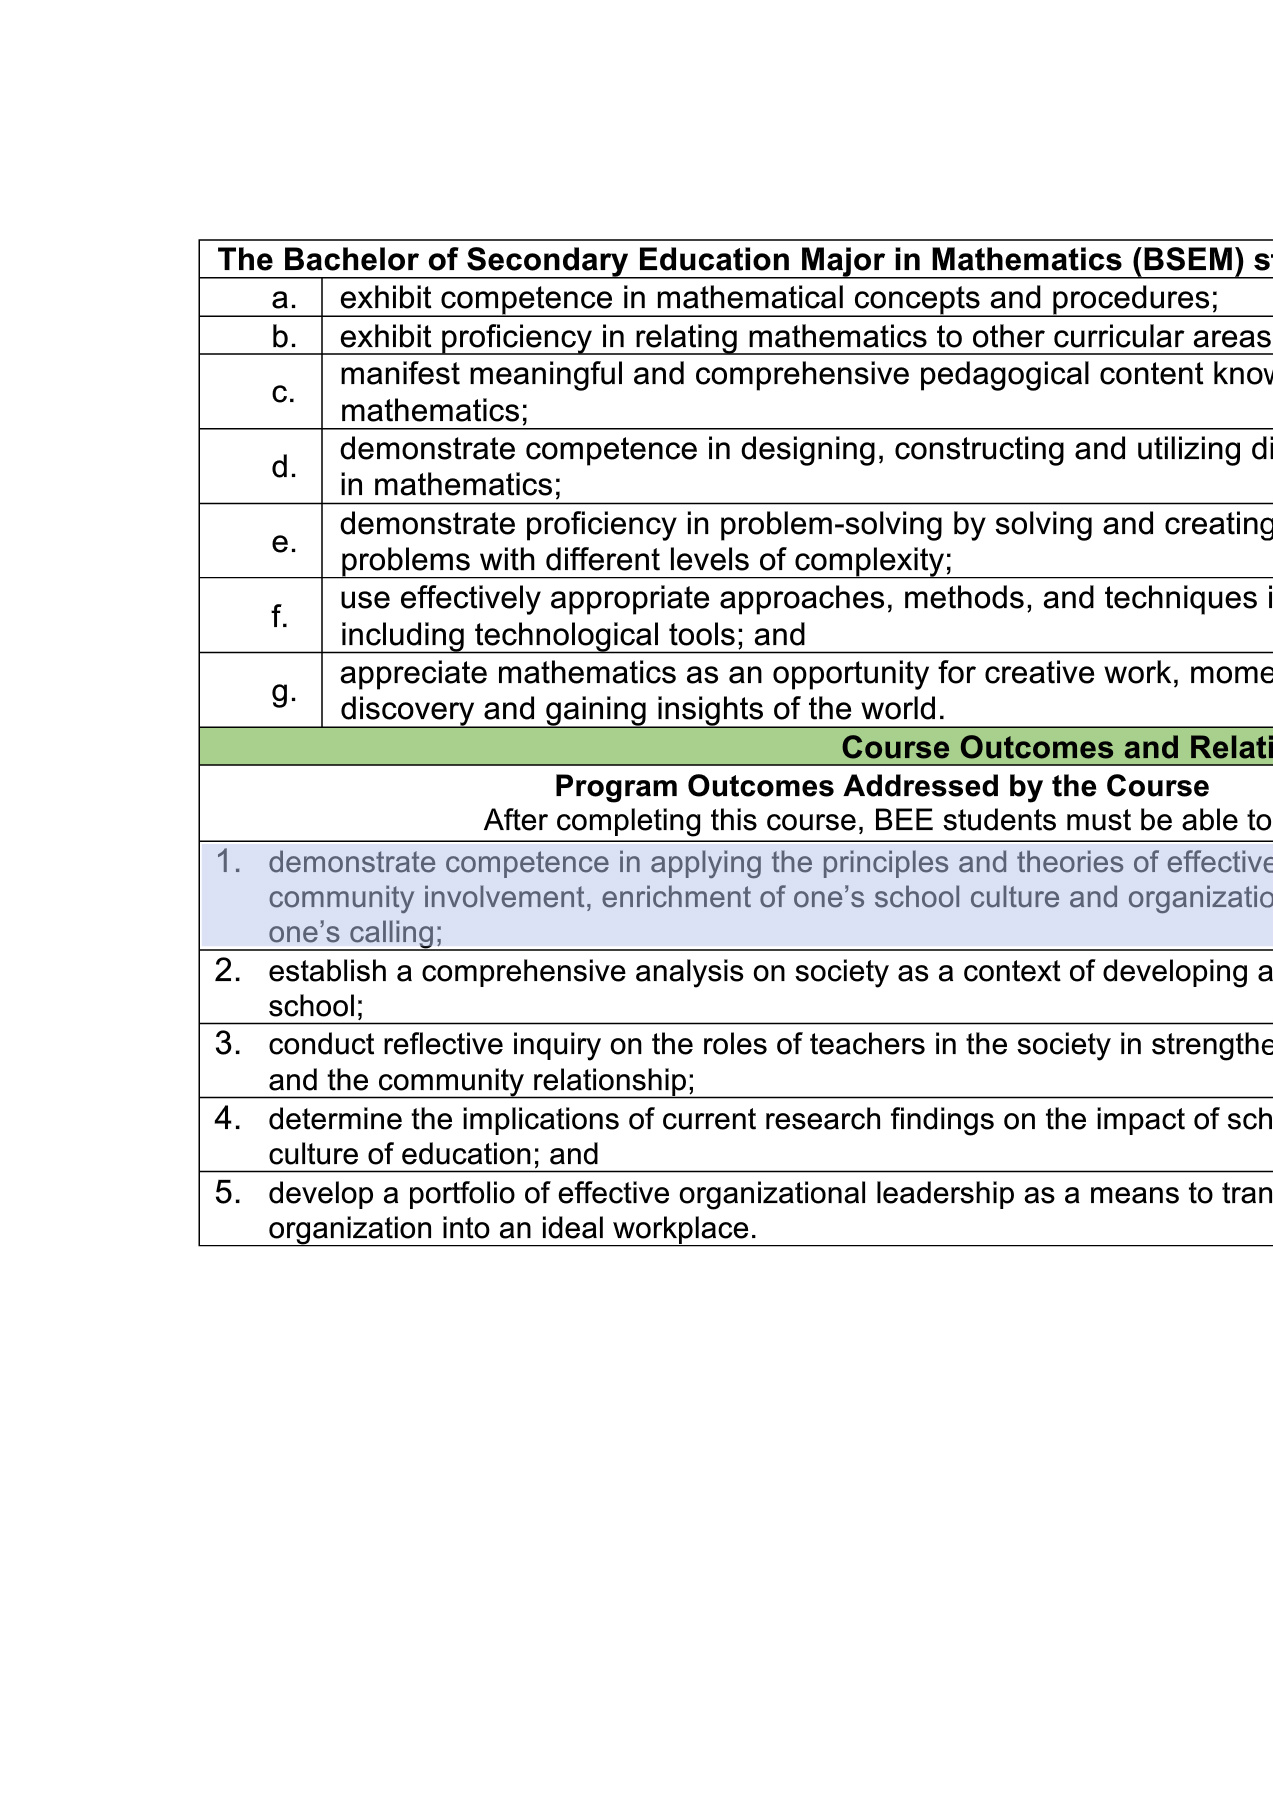 The Bachelor of Secondary Education Major in Mathematics (BSEM)
a. exhibit competence in mathematical concepts and procedures;
b. exhibit proficiency in relating mathematics to other curricular areas
c. manifest meaningful and comprehensive pedagogical content
mathematics;
d. demonstrate competence in designing, constructing and utilizing
in mathematics;
e. demonstrate proficiency in problem-solving by solving and creating
problems with different levels of complexity;
f. use effectively appropriate approaches, methods, and techniques
including technological tools; and
g. appreciate mathematics as an opportunity for creative work,
discovery and gaining insights of the world.
Course Outcomes and
Program Outcomes Addressed by the Course
After completing this course, BEE students must be able to
1. demonstrate competence in applying the principles and theories of effective
community involvement, enrichment of one’s school culture and
one’s calling;
2. establish a comprehensive analysis on society as a context of developing
school;
3. conduct reflective inquiry on the roles of teachers in the society in
and the community relationship;
4. determine the implications of current research findings on the impact of
culture of education; and
5. develop a portfolio of effective organizational leadership as a means to
organization into an ideal workplace.